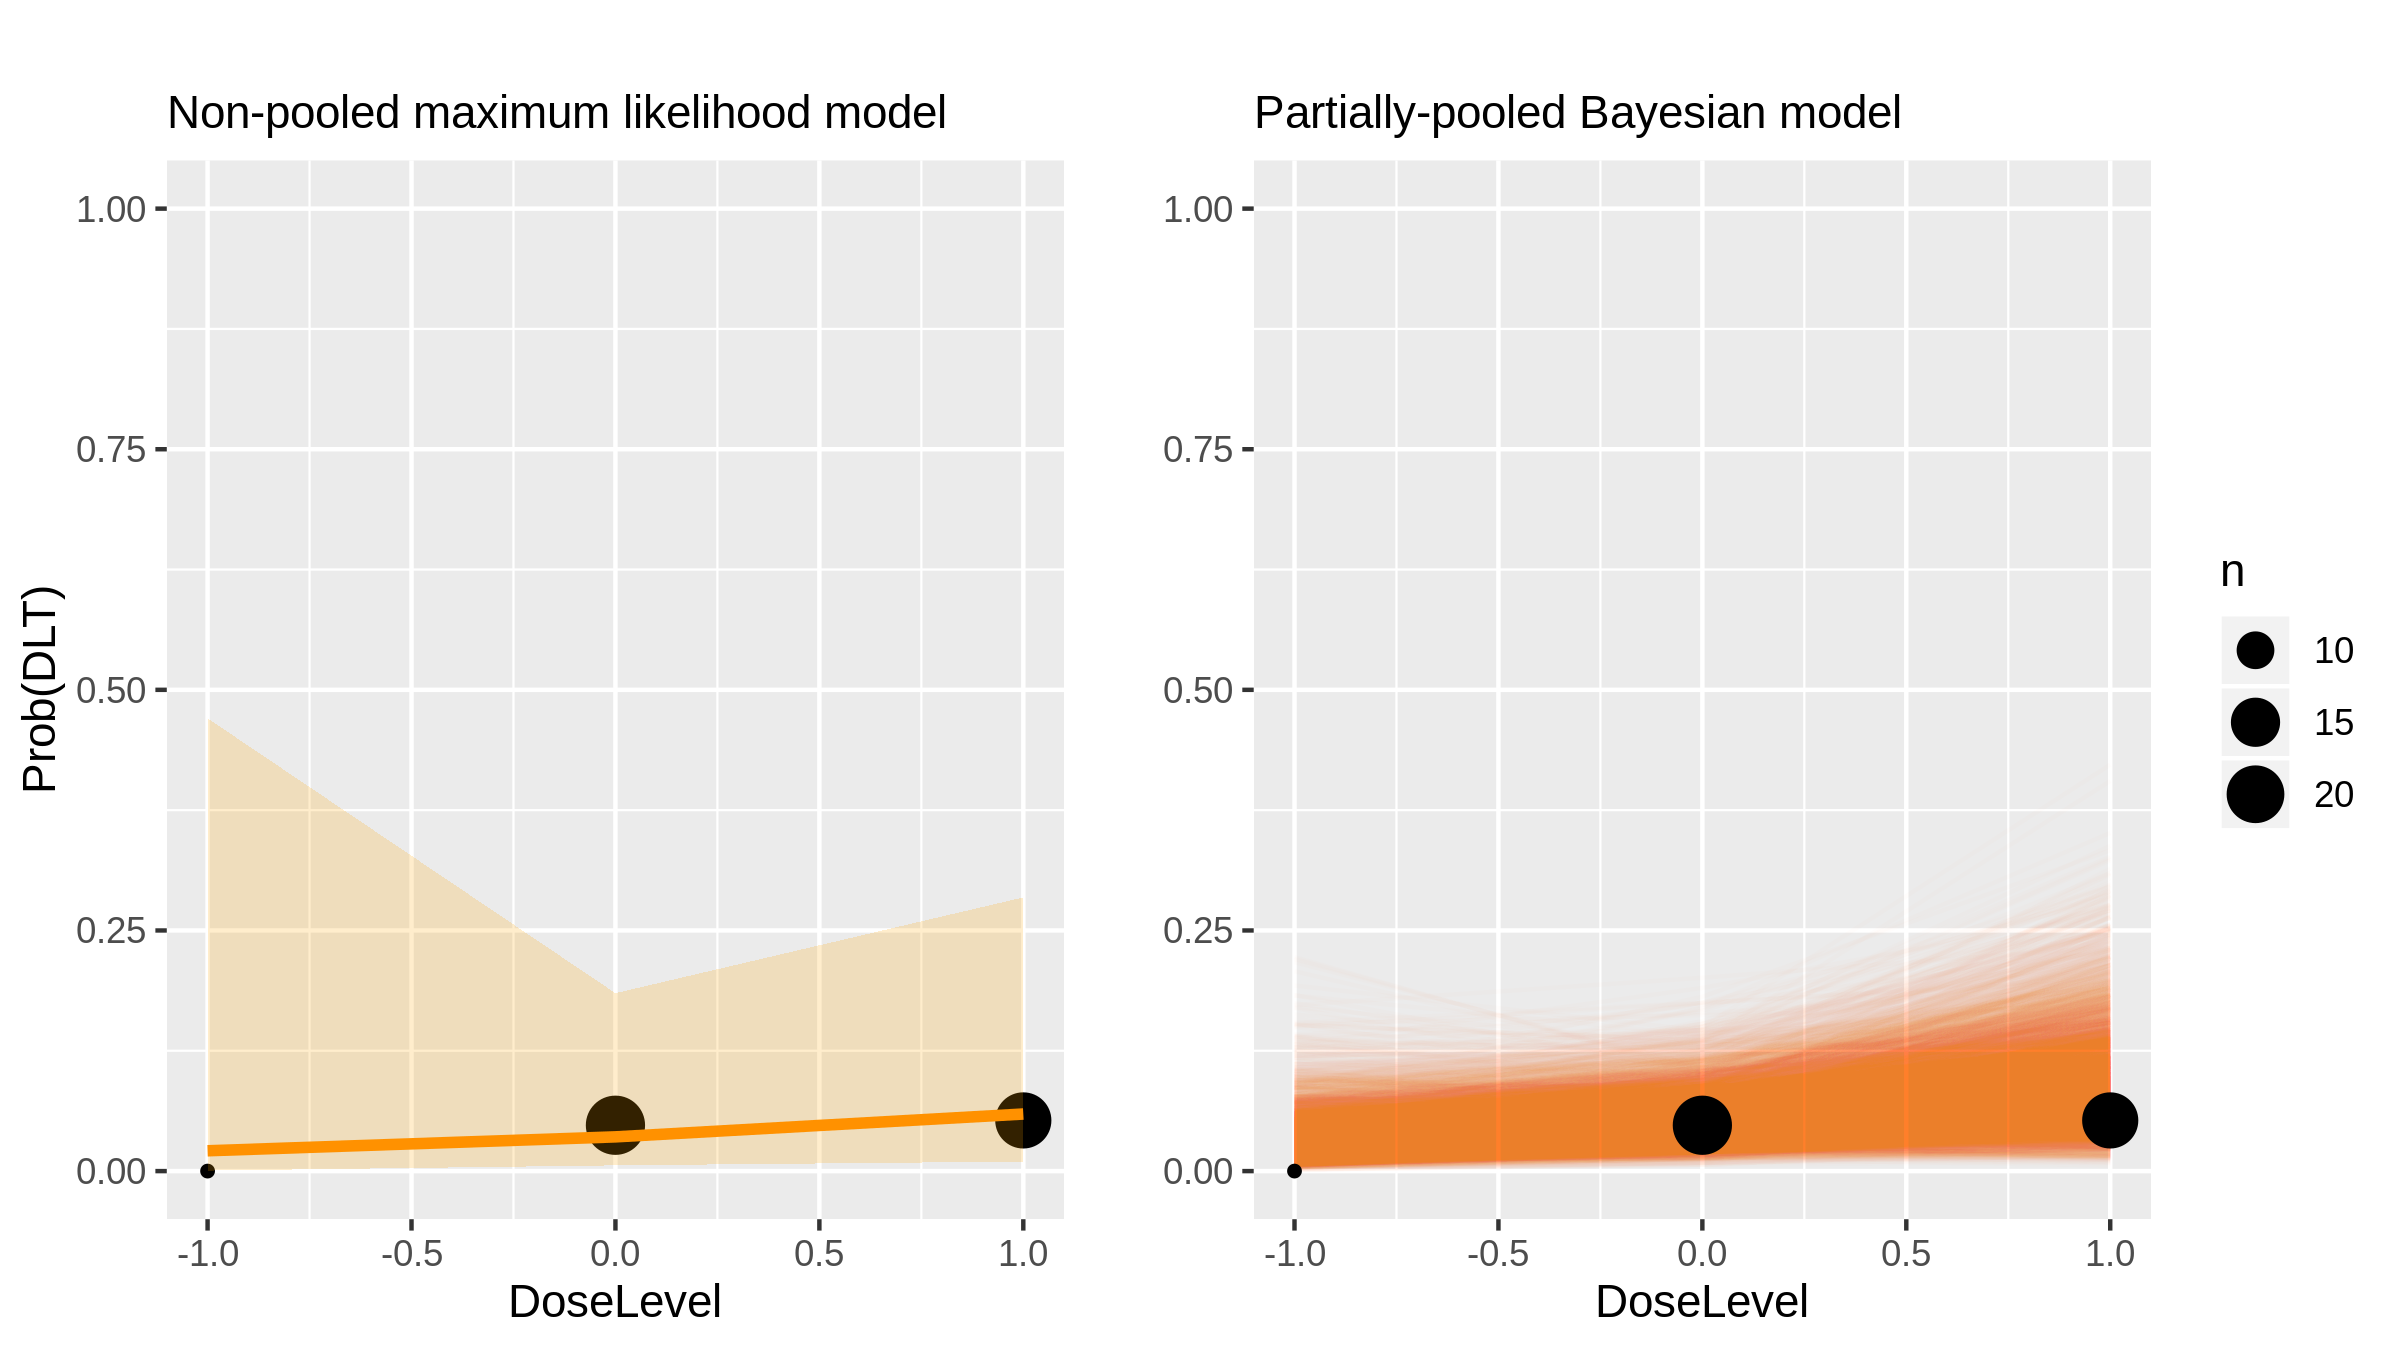 Non-pooled maximum likelihood model
Prob(DLT)
1.00
0.75
0.50
0.25
0.00
-1.0 -0.5 0.0 0.5 1.0
DoseLevel
Partially-pooled Bayesian model
1.00
0.75
0.50
0.25
0.00
-1.0 -0.5 0.0 0.5 1.0
DoseLevel
n
10
15
20